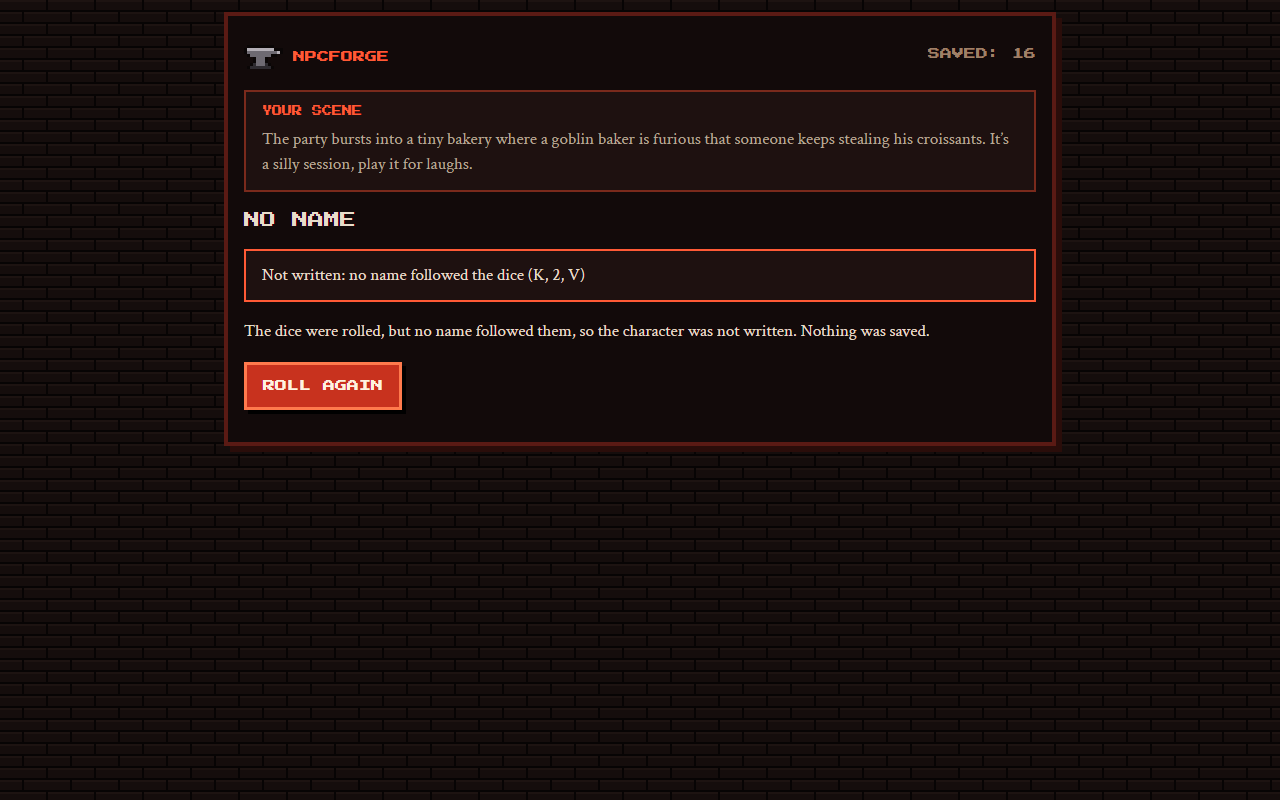 NPCFORGE
SAVED: 16
YOUR SCENE
The party bursts into a tiny bakery where a goblin baker is furious that someone keeps stealing his croissants. It’s
a silly session, play it for laughs.
NO NAME
Not written: no name followed the dice (K, 2, V)
The dice were rolled, but no name followed them, so the character was not written. Nothing was saved.
ROLL AGAIN